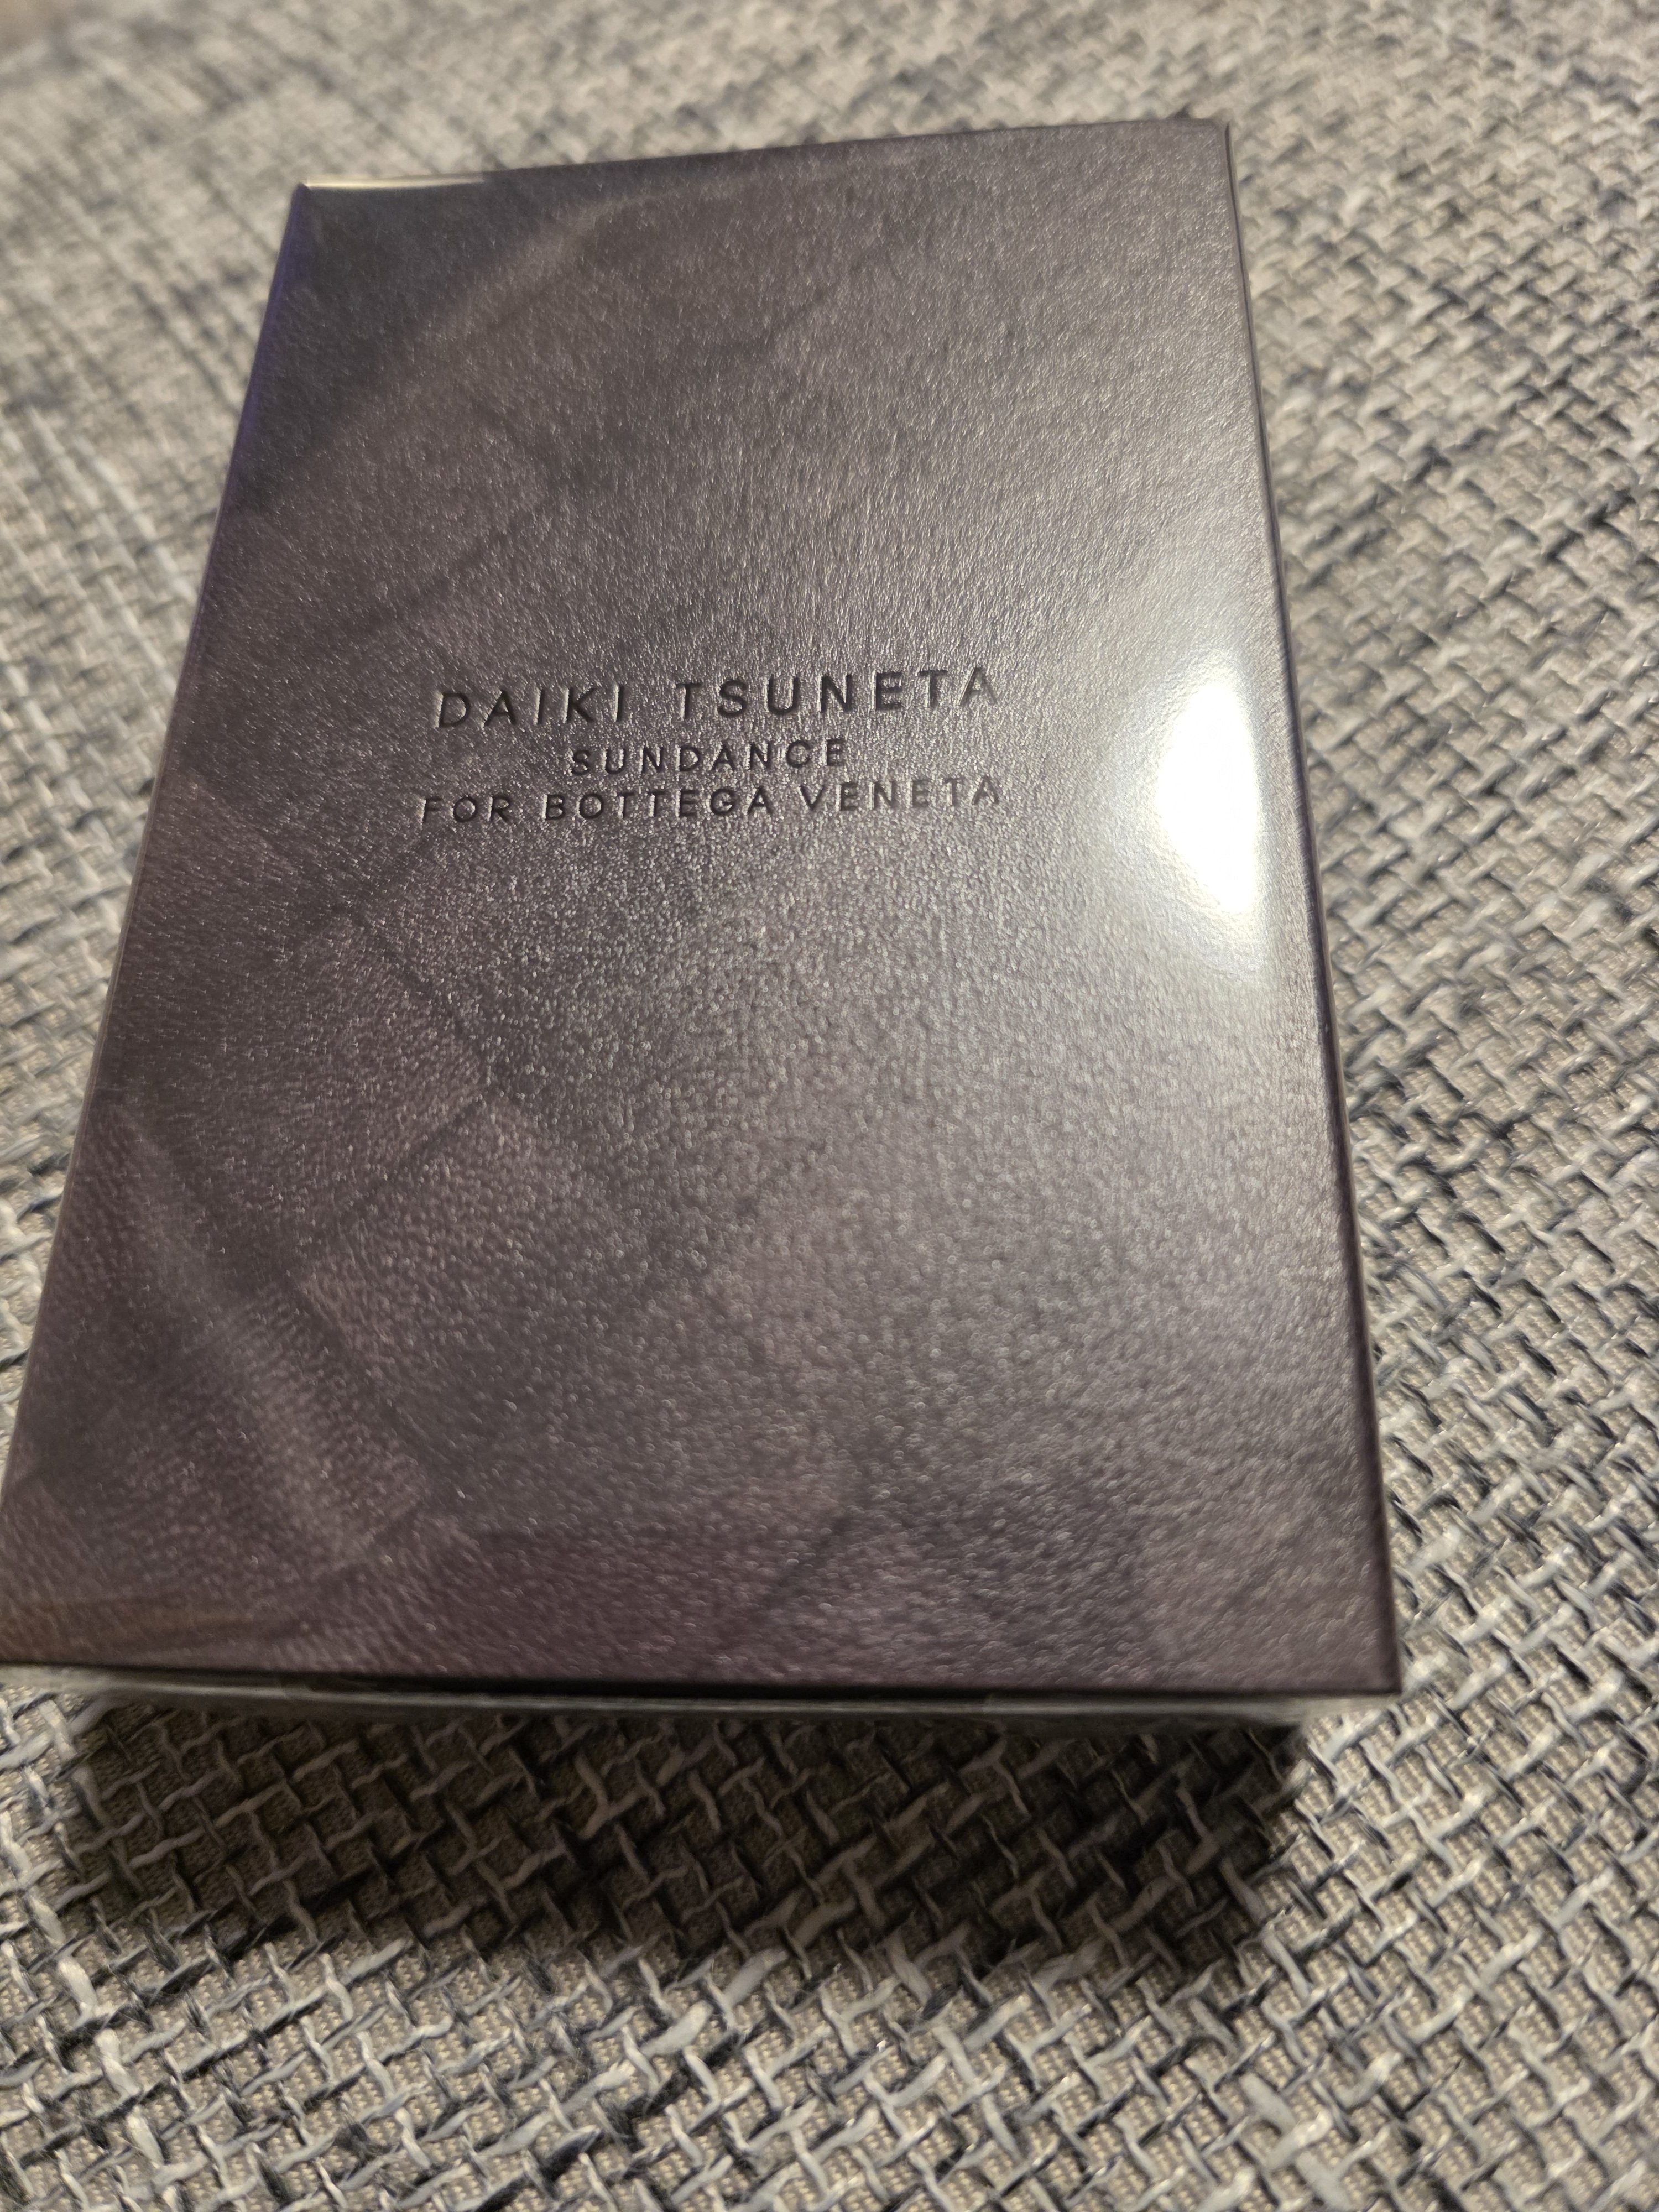 DAIKI TSUNETA
SUNDANCE
FOR BOTTEGA VENETA